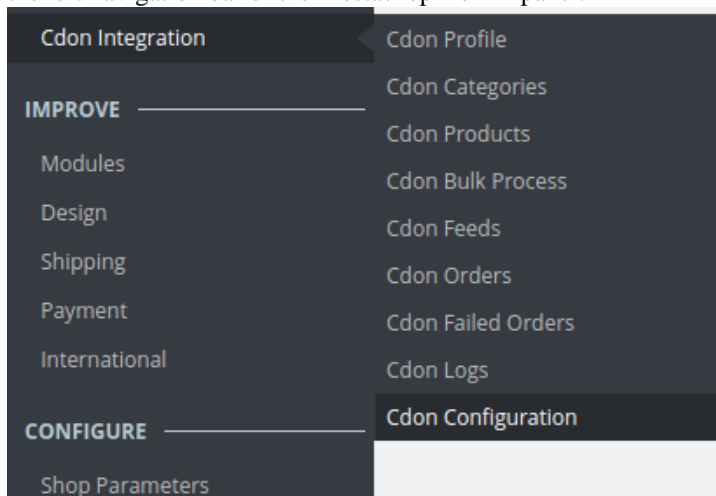 Cdon Integration
IMPROVE
Modules
Design
Shipping
Payment
International
CONFIGURE
Shop Parameters
Cdon Profile
Cdon Categories
Cdon Products
Cdon Bulk Process
Cdon Feeds
Cdon Orders
Cdon Failed Orders
Cdon Logs
Cdon Configuration